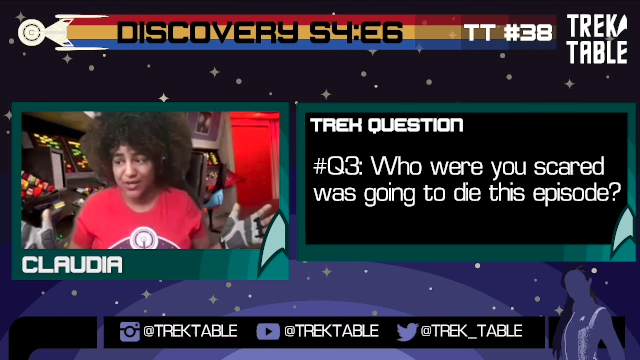 DISCOVERY S4:E6
TT #38
TREK
TABLE
TREK QUESTION
#Q3: Who were you scared
was going to die this episode?
CLAUDIA
@TREKTABLE
@TREKTABLE
@TREK_TABLE